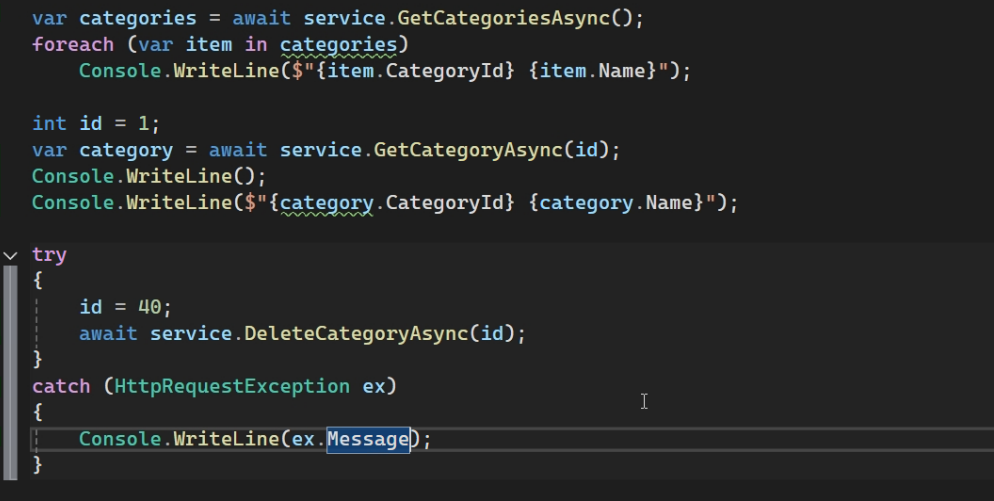 var categories = await service.GetCategoriesAsync();
foreach (var item in categories)
    Console.WriteLine($"{item.CategoryId} {item.Name}");

int id = 1;
var category = await service.GetCategoryAsync(id);
Console.WriteLine();
Console.WriteLine($"{category.CategoryId} {category.Name}");

try
{
    id = 40;
    await service.DeleteCategoryAsync(id);
}
catch (HttpRequestException ex)
{
    Console.WriteLine(ex.Message);
}